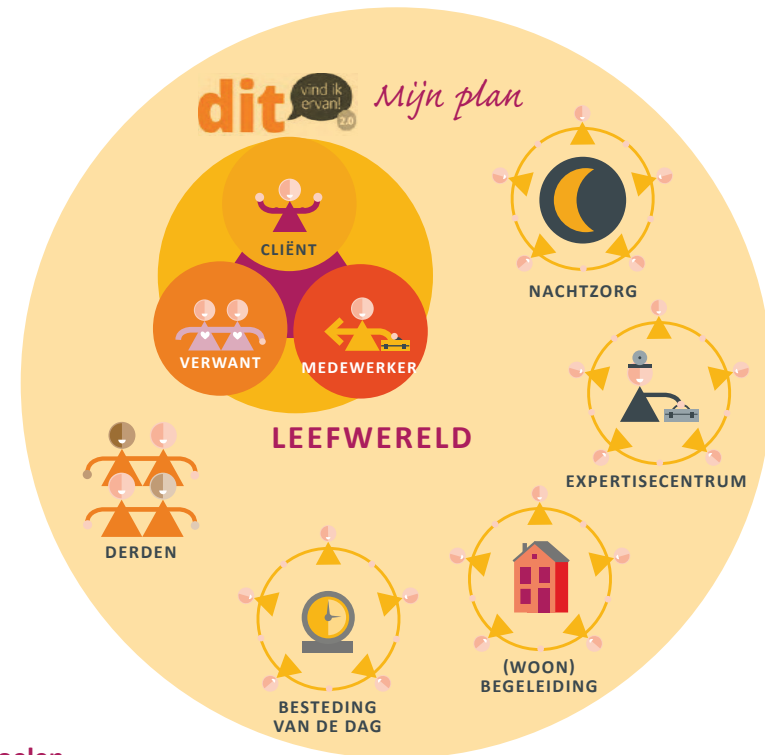 dit
vind ik
ervan!
2.0
Mijn plan
CLIËNT
VERWANT
MEDEWERKER
LEEFWERELD
NACHTZORG
EXPERTISECENTRUM
DERDEN
(WOON)
BEGELEIDING
BESTEDING
VAN DE DAG